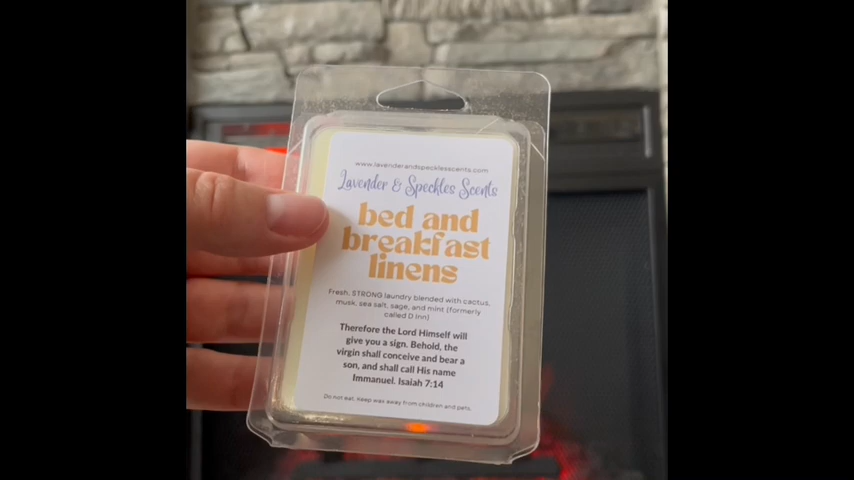 www.lavenderandspecklesscents.com
Lavender & Speckles Scents
bed and
breakfast
linens
Fresh, STRONG laundry blended with cactus,
musk, sea salt, sage, and mint (formerly
called D Inn)
Therefore the Lord Himself will
give you a sign. Behold, the
virgin shall conceive and bear a
son, and shall call His name
Immanuel. Isaiah 7:14
Do not eat. Keep wax away from children and pets.